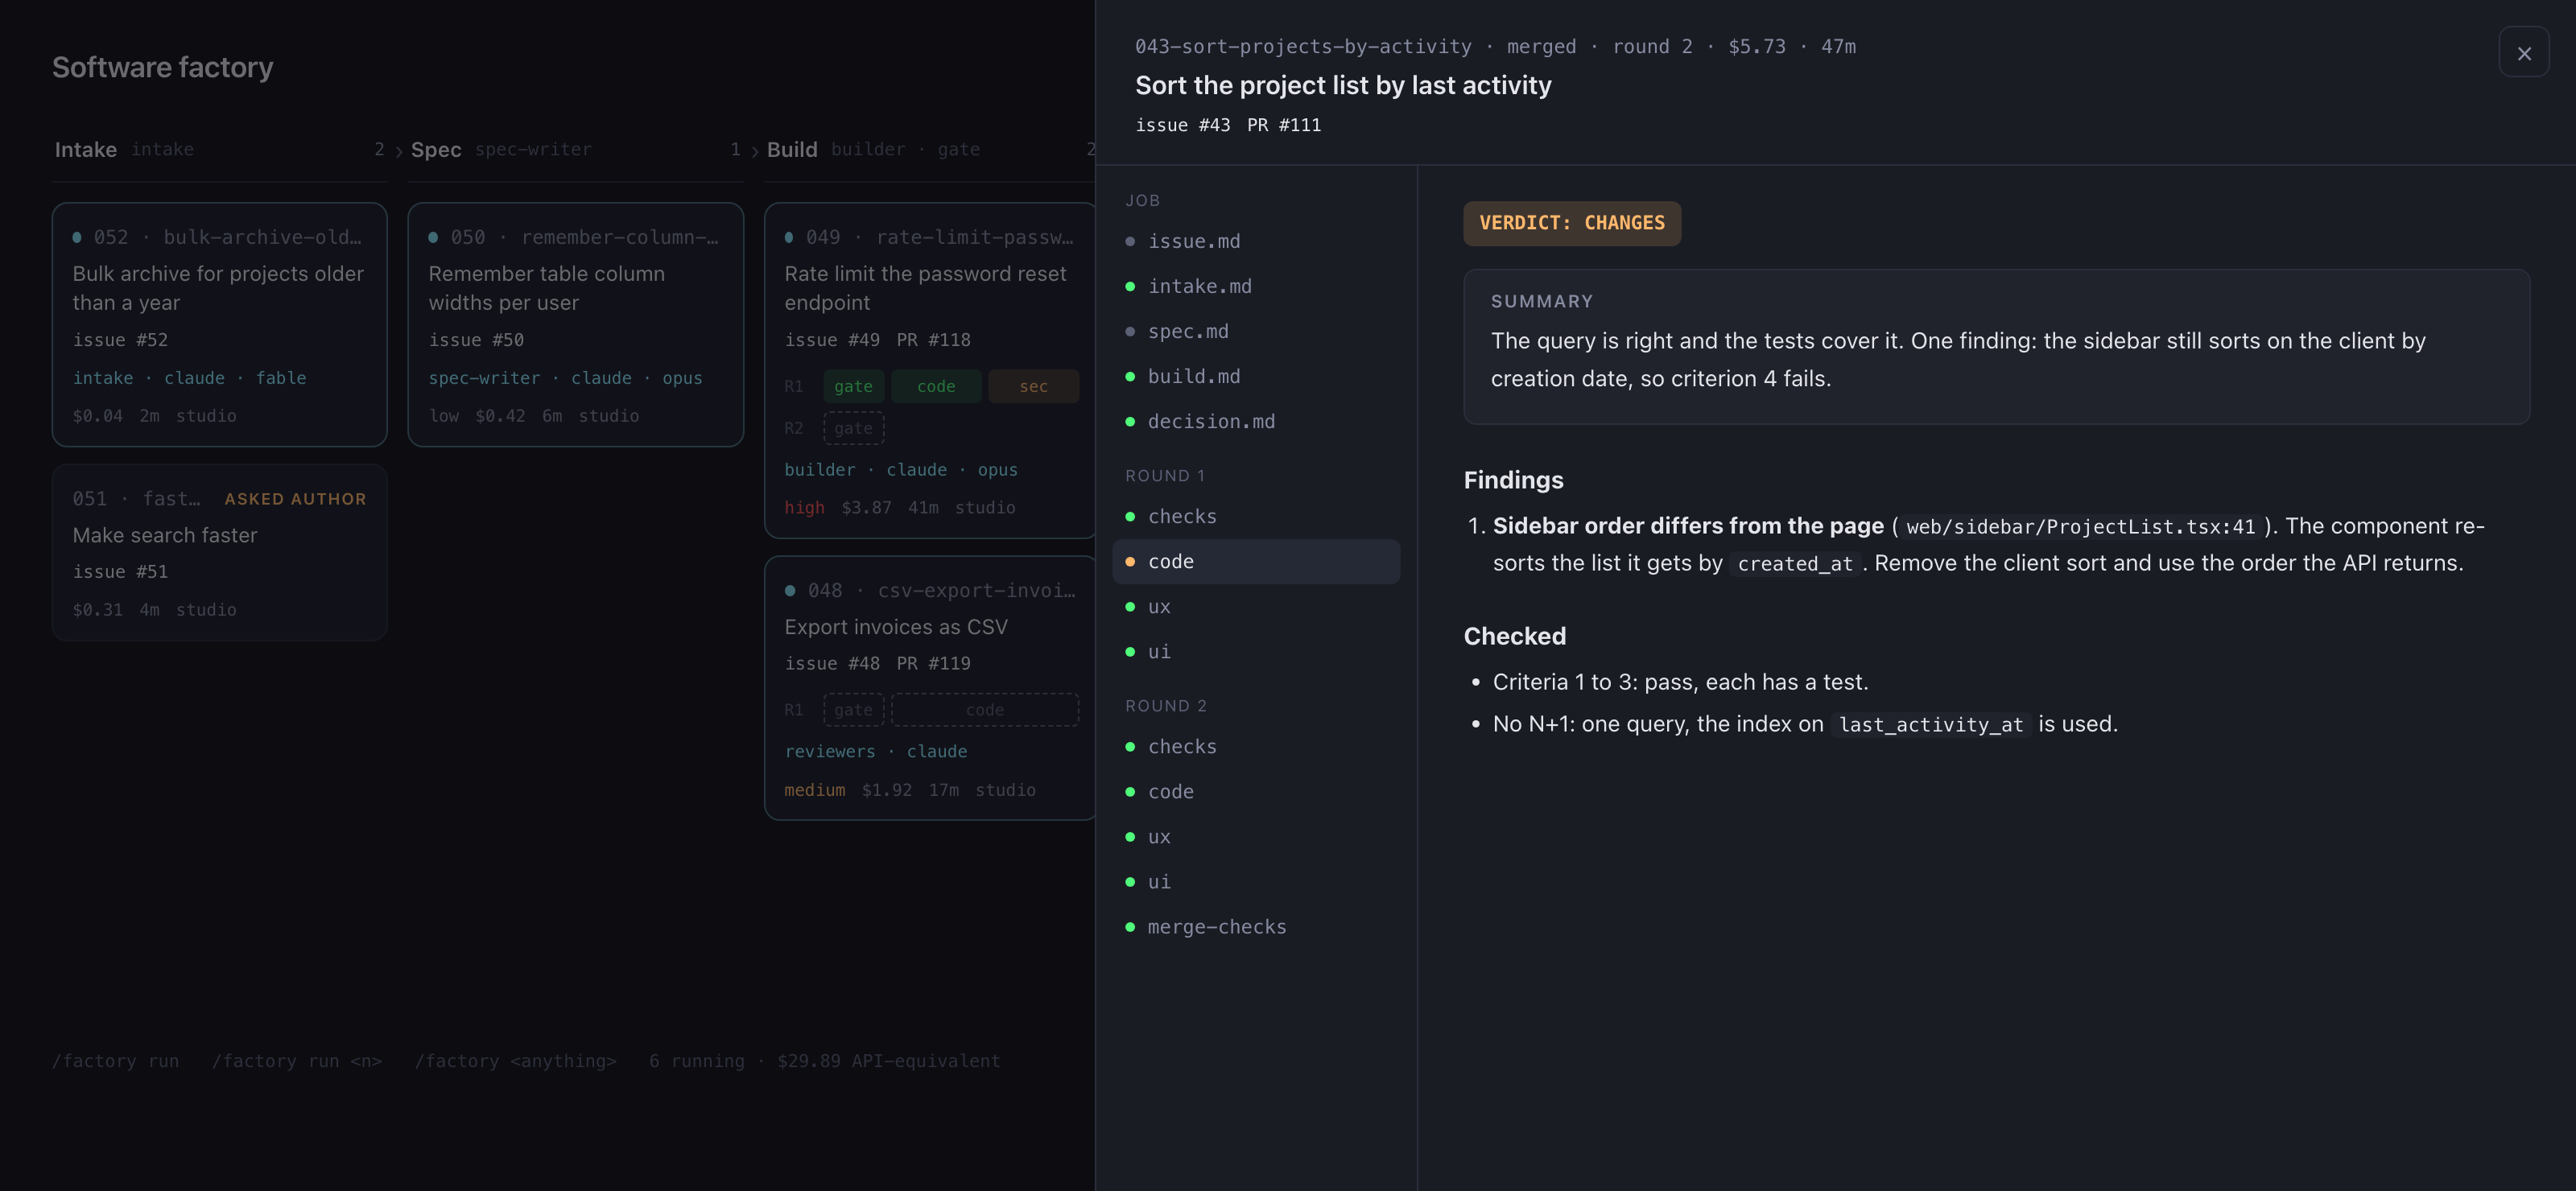 Software factory
Intake intake 2 › Spec spec-writer 1 › Build builder · gate 2
052 · bulk-archive-old…
Bulk archive for projects older
than a year
issue #52
intake · claude · fable
$0.04 2m studio
051 · fast… ASKED AUTHOR
Make search faster
issue #51
$0.31 4m studio
050 · remember-column-…
Remember table column
widths per user
issue #50
spec-writer · claude · opus
low $0.42 6m studio
049 · rate-limit-passw…
Rate limit the password reset
endpoint
issue #49 PR #118
R1 gate code sec
R2 gate
builder · claude · opus
high $3.87 41m studio
048 · csv-export-invoi…
Export invoices as CSV
issue #48 PR #119
R1 gate code
reviewers · claude
medium $1.92 17m studio
/factory run /factory run <n> /factory <anything> 6 running · $29.89 API-equivalent
043-sort-projects-by-activity · merged · round 2 · $5.73 · 47m
Sort the project list by last activity
issue #43 PR #111
×
JOB
issue.md
intake.md
spec.md
build.md
decision.md
ROUND 1
checks
code
ux
ui
ROUND 2
checks
code
ux
ui
merge-checks
VERDICT: CHANGES
SUMMARY
The query is right and the tests cover it. One finding: the sidebar still sorts on the client by
creation date, so criterion 4 fails.
Findings
1. Sidebar order differs from the page (web/sidebar/ProjectList.tsx:41). The component re-
sorts the list it gets by created_at. Remove the client sort and use the order the API returns.
Checked
• Criteria 1 to 3: pass, each has a test.
• No N+1: one query, the index on last_activity_at is used.